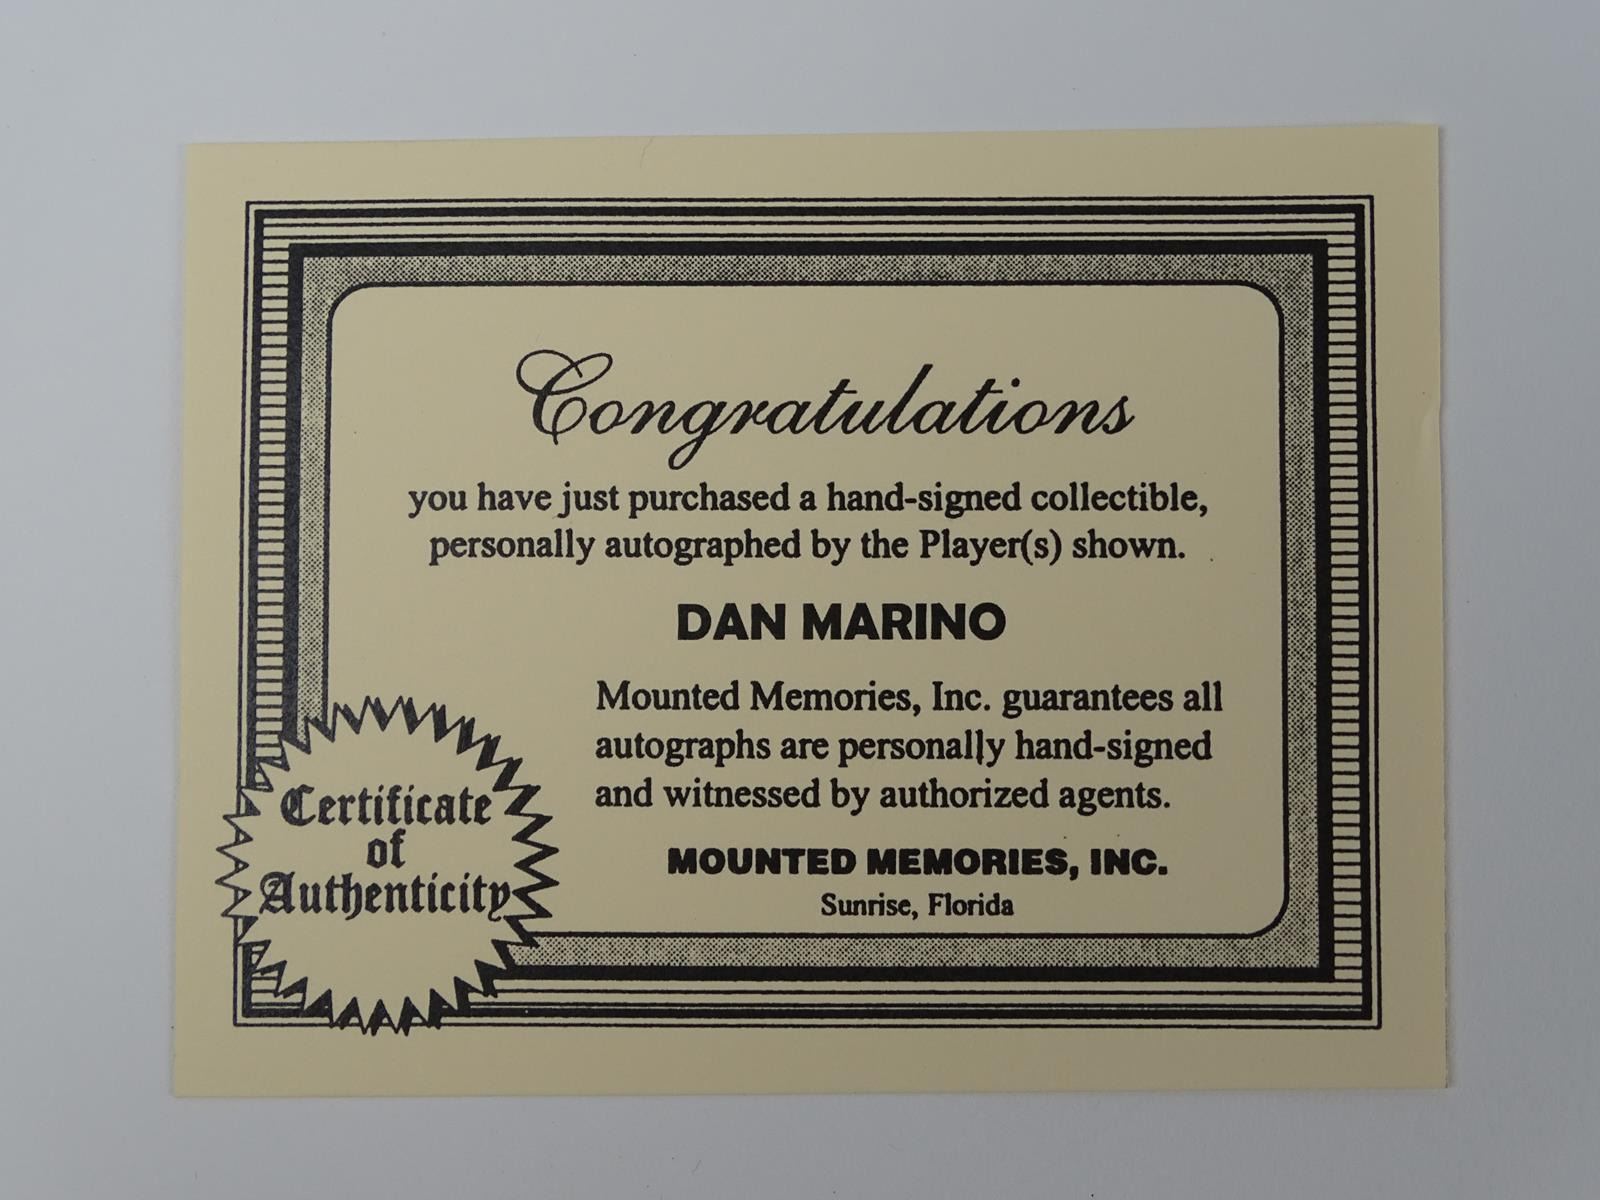 Congratulations
you have just purchased a hand-signed collectible,
personally autographed by the Player(s) shown.
DAN MARINO
Mounted Memories, Inc. guarantees all
autographs are personally hand-signed
and witnessed by authorized agents.
MOUNTED MEMORIES, INC.
Sunrise, Florida
Certificate
of
Authenticity